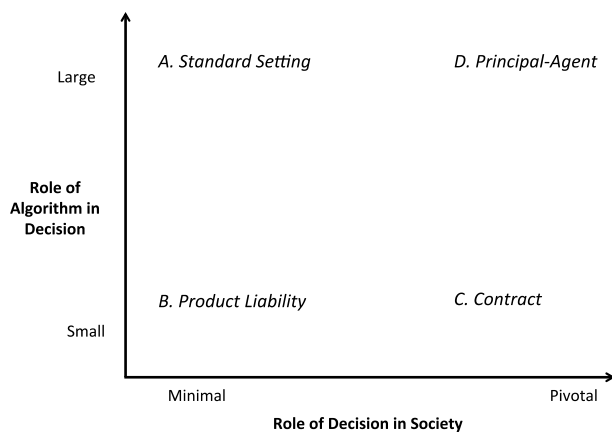 A. Standard Setting
D. Principal-Agent
Large
Role of
Algorithm in
Decision
B. Product Liability
C. Contract
Small
Minimal
Pivotal
Role of Decision in Society